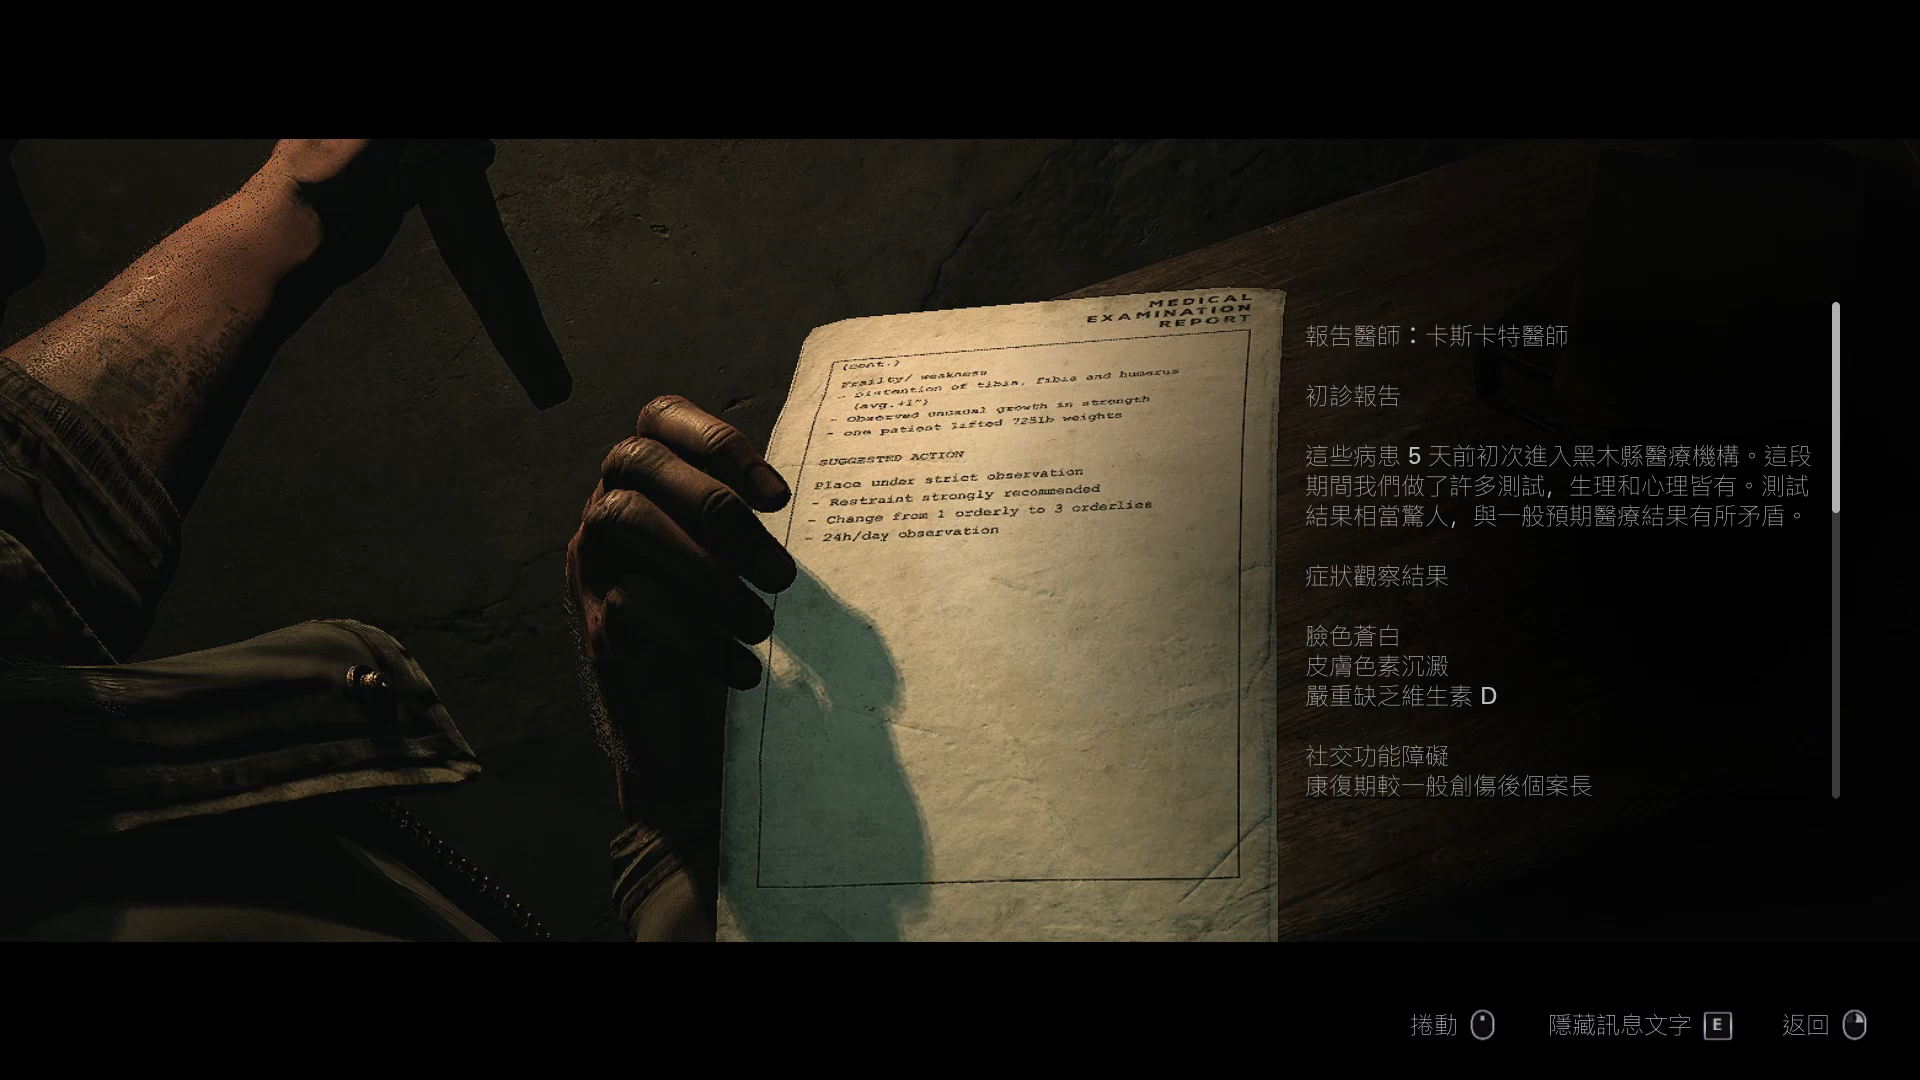 MEDICAL
EXAMINATION
REPORT
(cont.)
Frailty/ weakness
- Distention of tibia, fibia and humerus
(avg.+1")
- Observed unusual growth in strength
- one patient lifted 725lb weights
SUGGESTED ACTION
Place under strict observation
- Restraint strongly recommended
- Change from 1 orderly to 3 orderlies
- 24h/day observation
報告醫師：卡斯卡特醫師
初診報告
這些病患 5 天前初次進入黑木縣醫療機構。這段
期間我們做了許多測試，生理和心理皆有。測試
結果相當驚人，與一般預期醫療結果有所矛盾。
症狀觀察結果
臉色蒼白
皮膚色素沉澱
嚴重缺乏維生素 D
社交功能障礙
康復期較一般創傷後個案長
捲動
隱藏訊息文字 E
返回